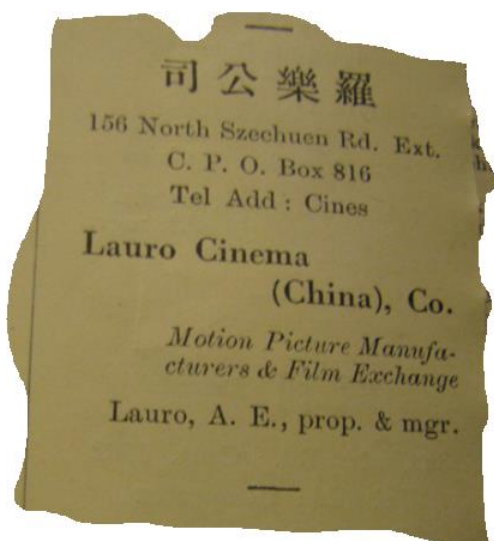 羅樂公司
156 North Szechuen Rd. Ext.
C. P. O. Box 816
Tel Add : Cines
Lauro Cinema
(China), Co.
Motion Picture Manufa-
cturers & Film Exchange
Lauro, A. E., prop. & mgr.